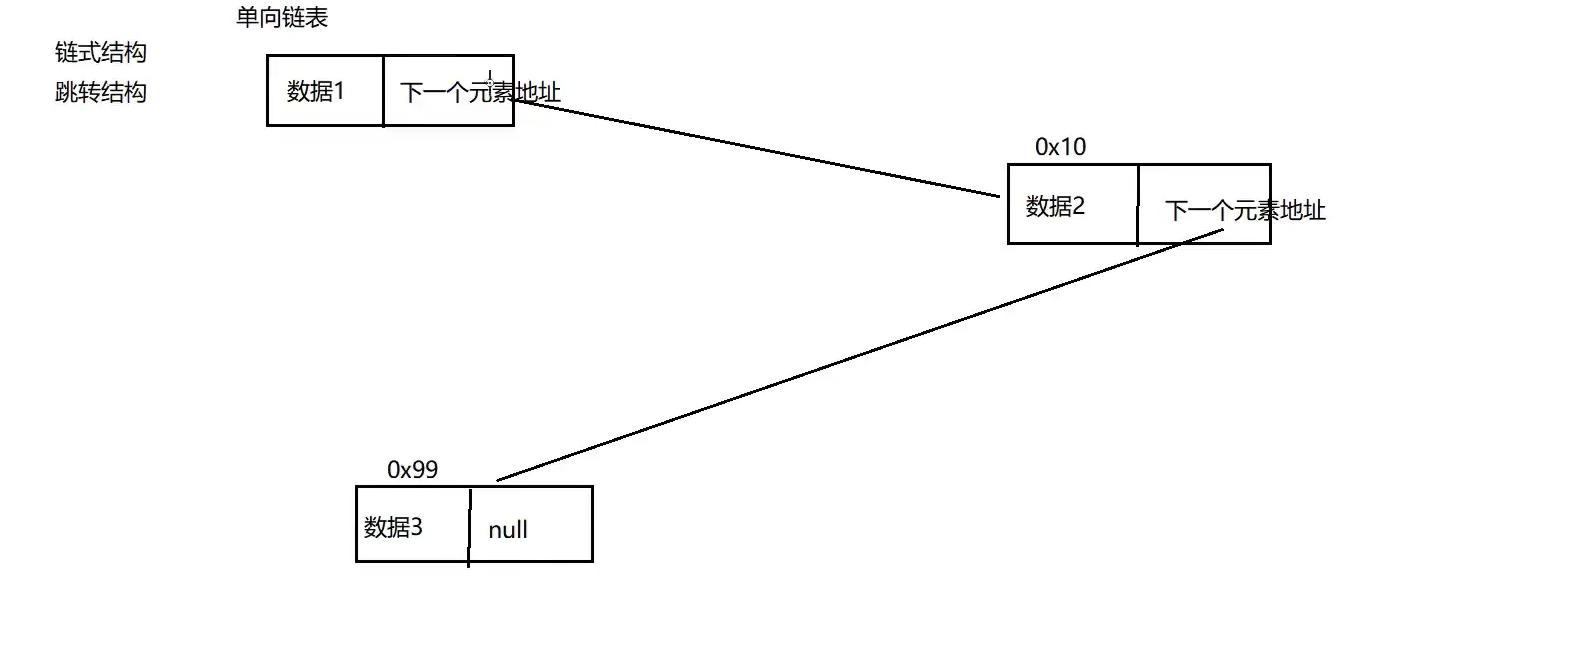 单向链表
链式结构
跳转结构
数据1
下一个元素地址
0x10
数据2
下一个元素地址
0x99
数据3
null